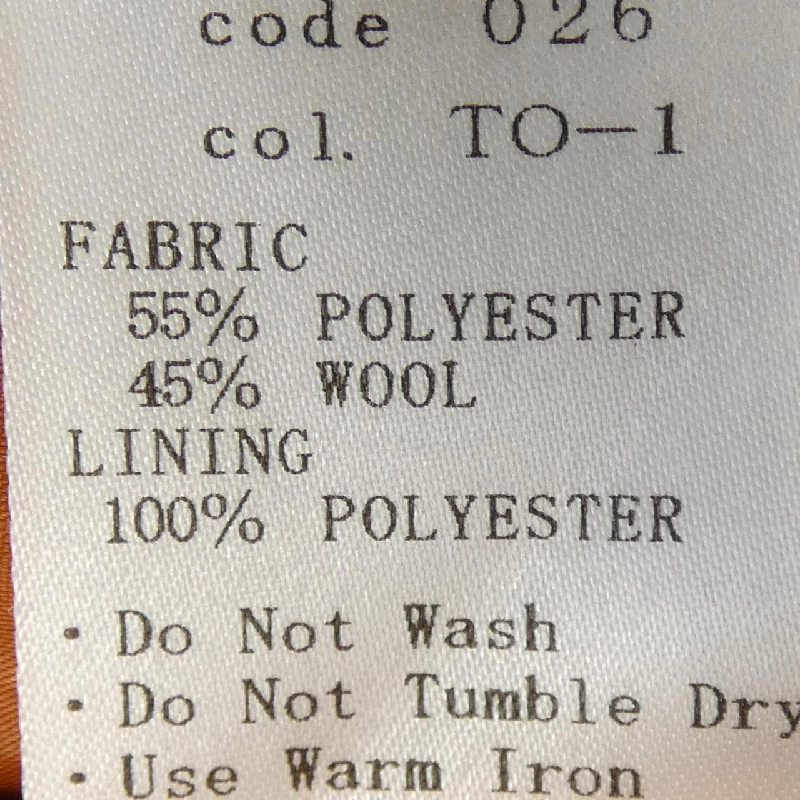 code 026
col. TO-1
FABRIC
55% POLYESTER
45% WOOL
LINING
100% POLYESTER
・Do Not Wash
・Do Not Tumble Dry
・Use Warm Iron